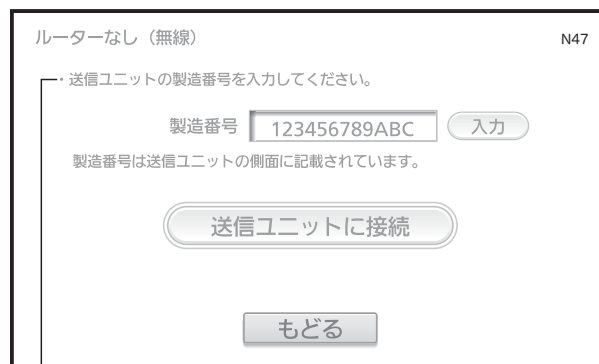 ルーターなし（無線）
N47
・送信ユニットの製造番号を入力してください。
製造番号 123456789ABC 入力
製造番号は送信ユニットの側面に記載されています。
送信ユニットに接続
もどる